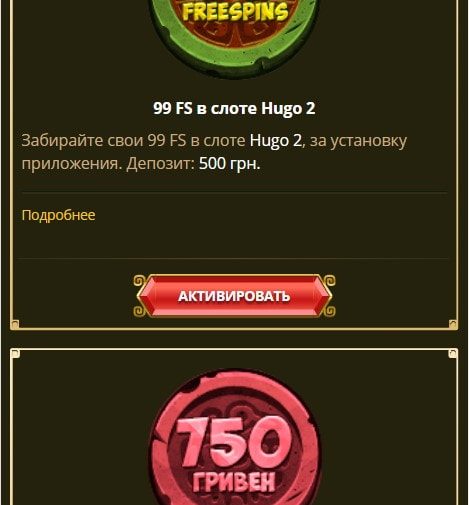 FREESPINS
99 FS в слоте Hugo 2
Забирайте свои 99 FS в слоте Hugo 2, за установку
приложения. Депозит: 500 грн.
Подробнее
АКТИВИРОВАТЬ
750
ГРИВЕН